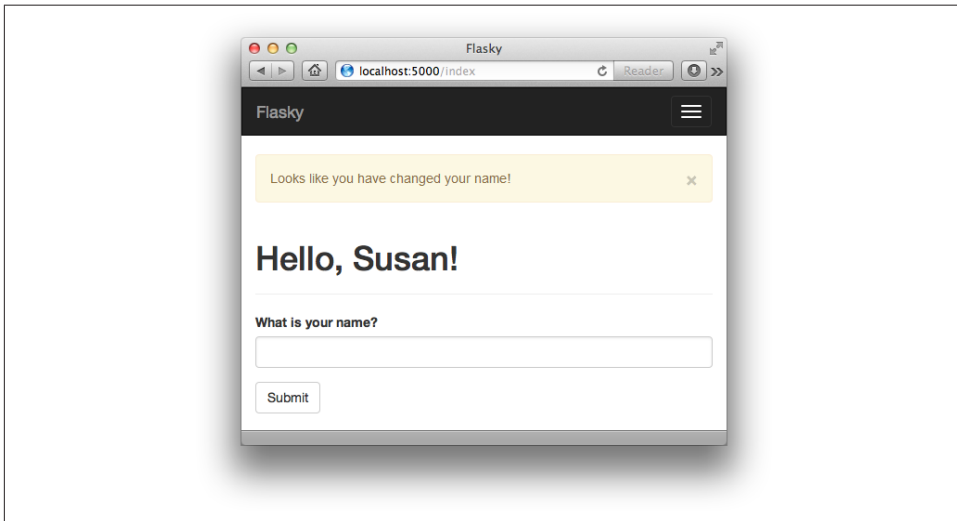 Flasky
localhost:5000/index
Reader
Flasky
Looks like you have changed your name!
×
Hello, Susan!
What is your name?
Submit